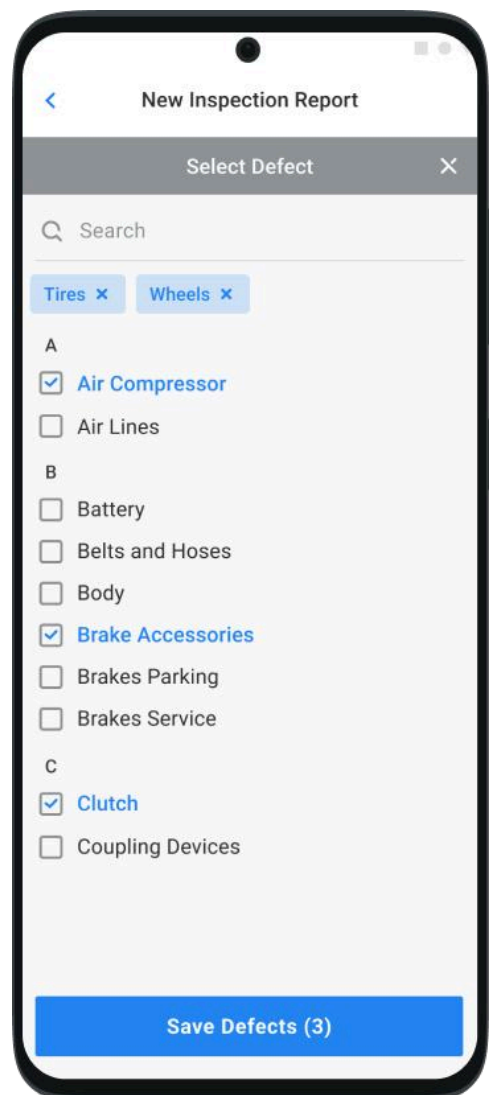 New Inspection Report
Select Defect
Search
Tires
Wheels
A
Air Compressor
Air Lines
B
Battery
Belts and Hoses
Body
Brake Accessories
Brakes Parking
Brakes Service
C
Clutch
Coupling Devices
Save Defects (3)